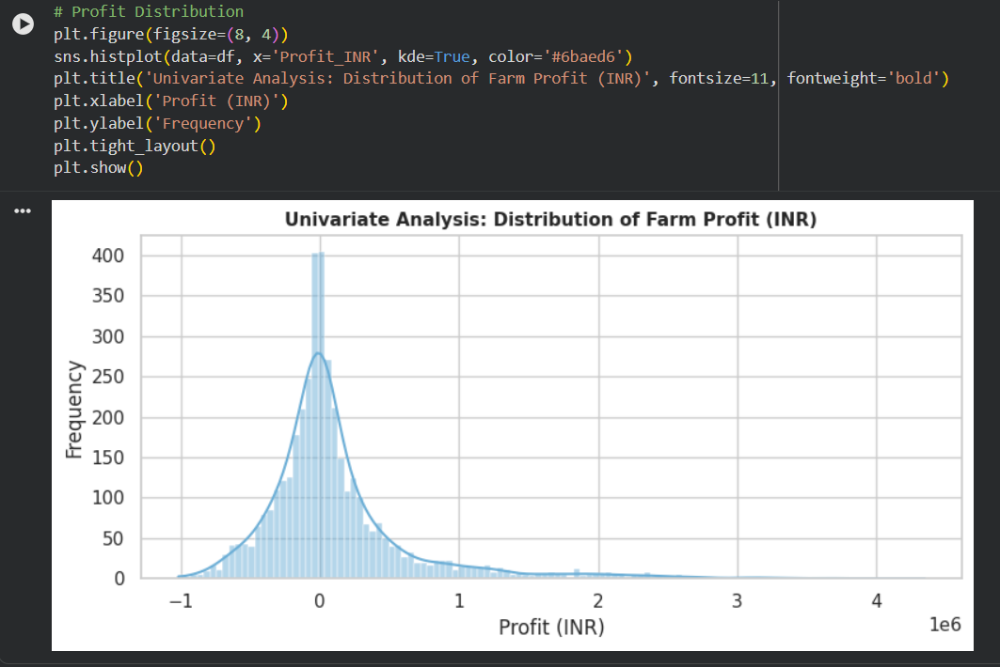 # Profit Distribution
plt.figure(figsize=(8, 4))
sns.histplot(data=df, x='Profit_INR', kde=True, color='#6baed6')
plt.title('Univariate Analysis: Distribution of Farm Profit (INR)', fontsize=11, fontweight='bold')
plt.xlabel('Profit (INR)')
plt.ylabel('Frequency')
plt.tight_layout()
plt.show()
Univariate Analysis: Distribution of Farm Profit (INR)
Frequency
400
350
300
250
200
150
100
50
0
−1 0 1 2 3 4
1e6
Profit (INR)